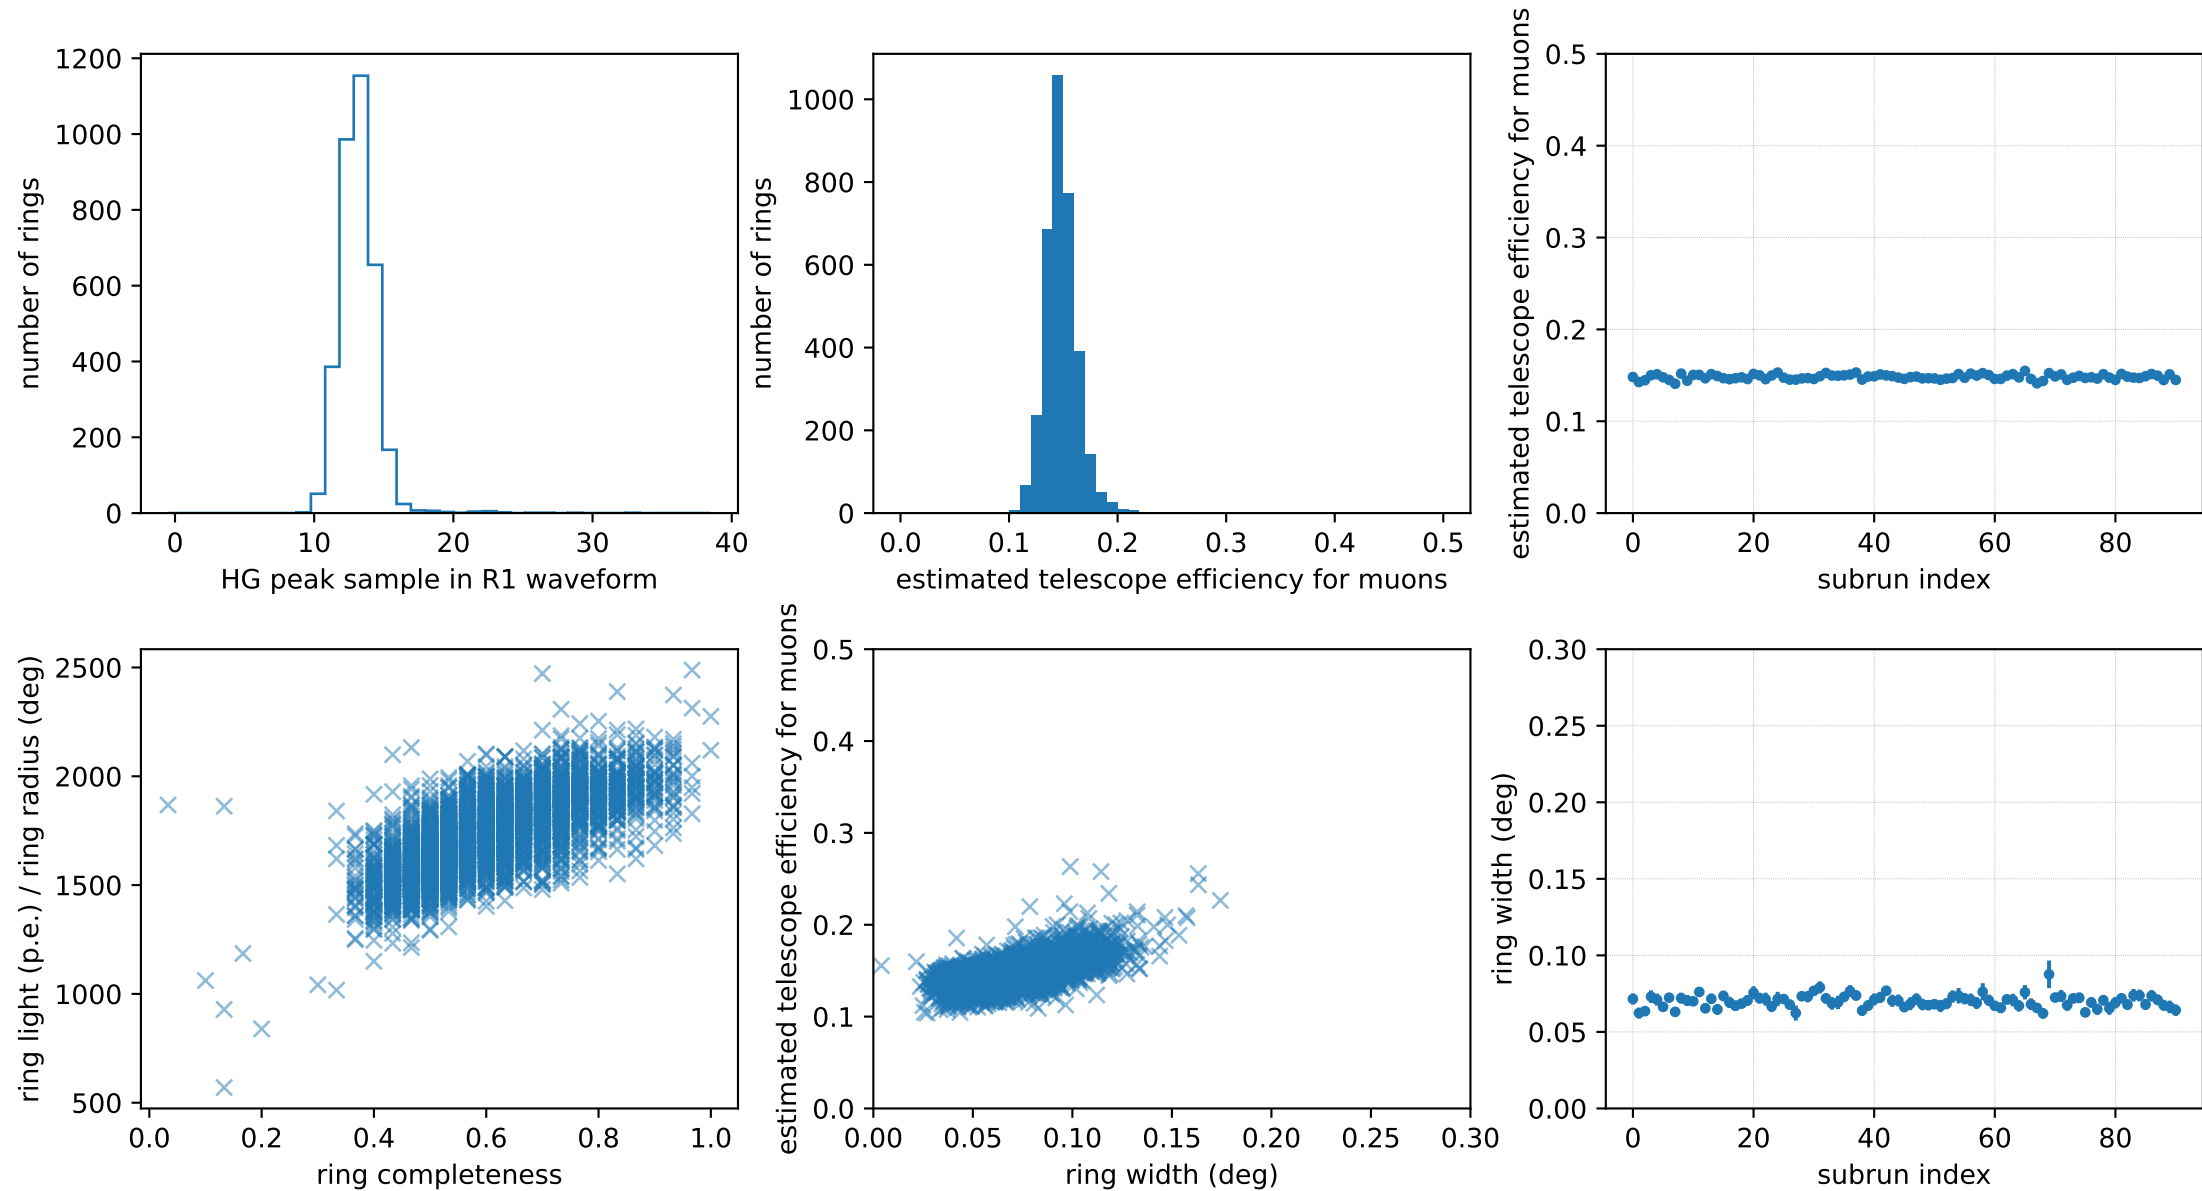 1200
1000
800
600
400
200
0
number of rings
0 10 20 30 40
HG peak sample in R1 waveform
1000
800
600
400
200
0
number of rings
0.0 0.1 0.2 0.3 0.4 0.5
estimated telescope efficiency for muons
0.5
0.4
0.3
0.2
0.1
0.0
estimated telescope efficiency for muons
0 20 40 60 80
subrun index
2500
2000
1500
1000
500
ring light (p.e.) / ring radius (deg)
0.0 0.2 0.4 0.6 0.8 1.0
ring completeness
0.5
0.4
0.3
0.2
0.1
0.0
estimated telescope efficiency for muons
0.00 0.05 0.10 0.15 0.20 0.25 0.30
ring width (deg)
0.30
0.25
0.20
0.15
0.10
0.05
0.00
ring width (deg)
0 20 40 60 80
subrun index